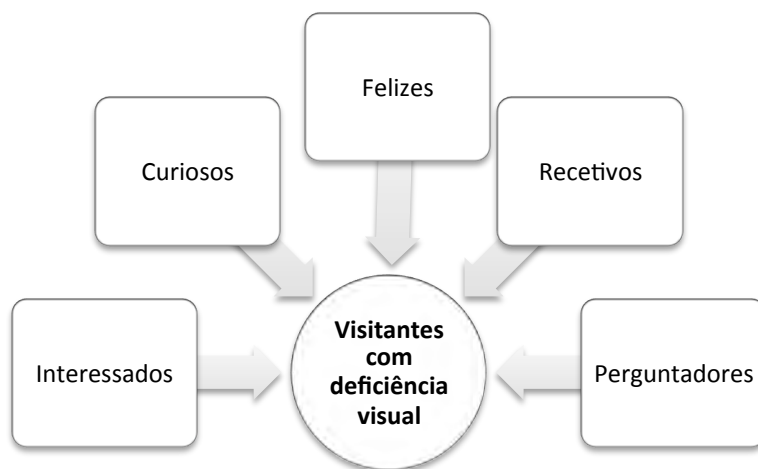 Felizes
Curiosos
Recetivos
Interessados
Visitantes
com
deficiência
visual
Perguntadores